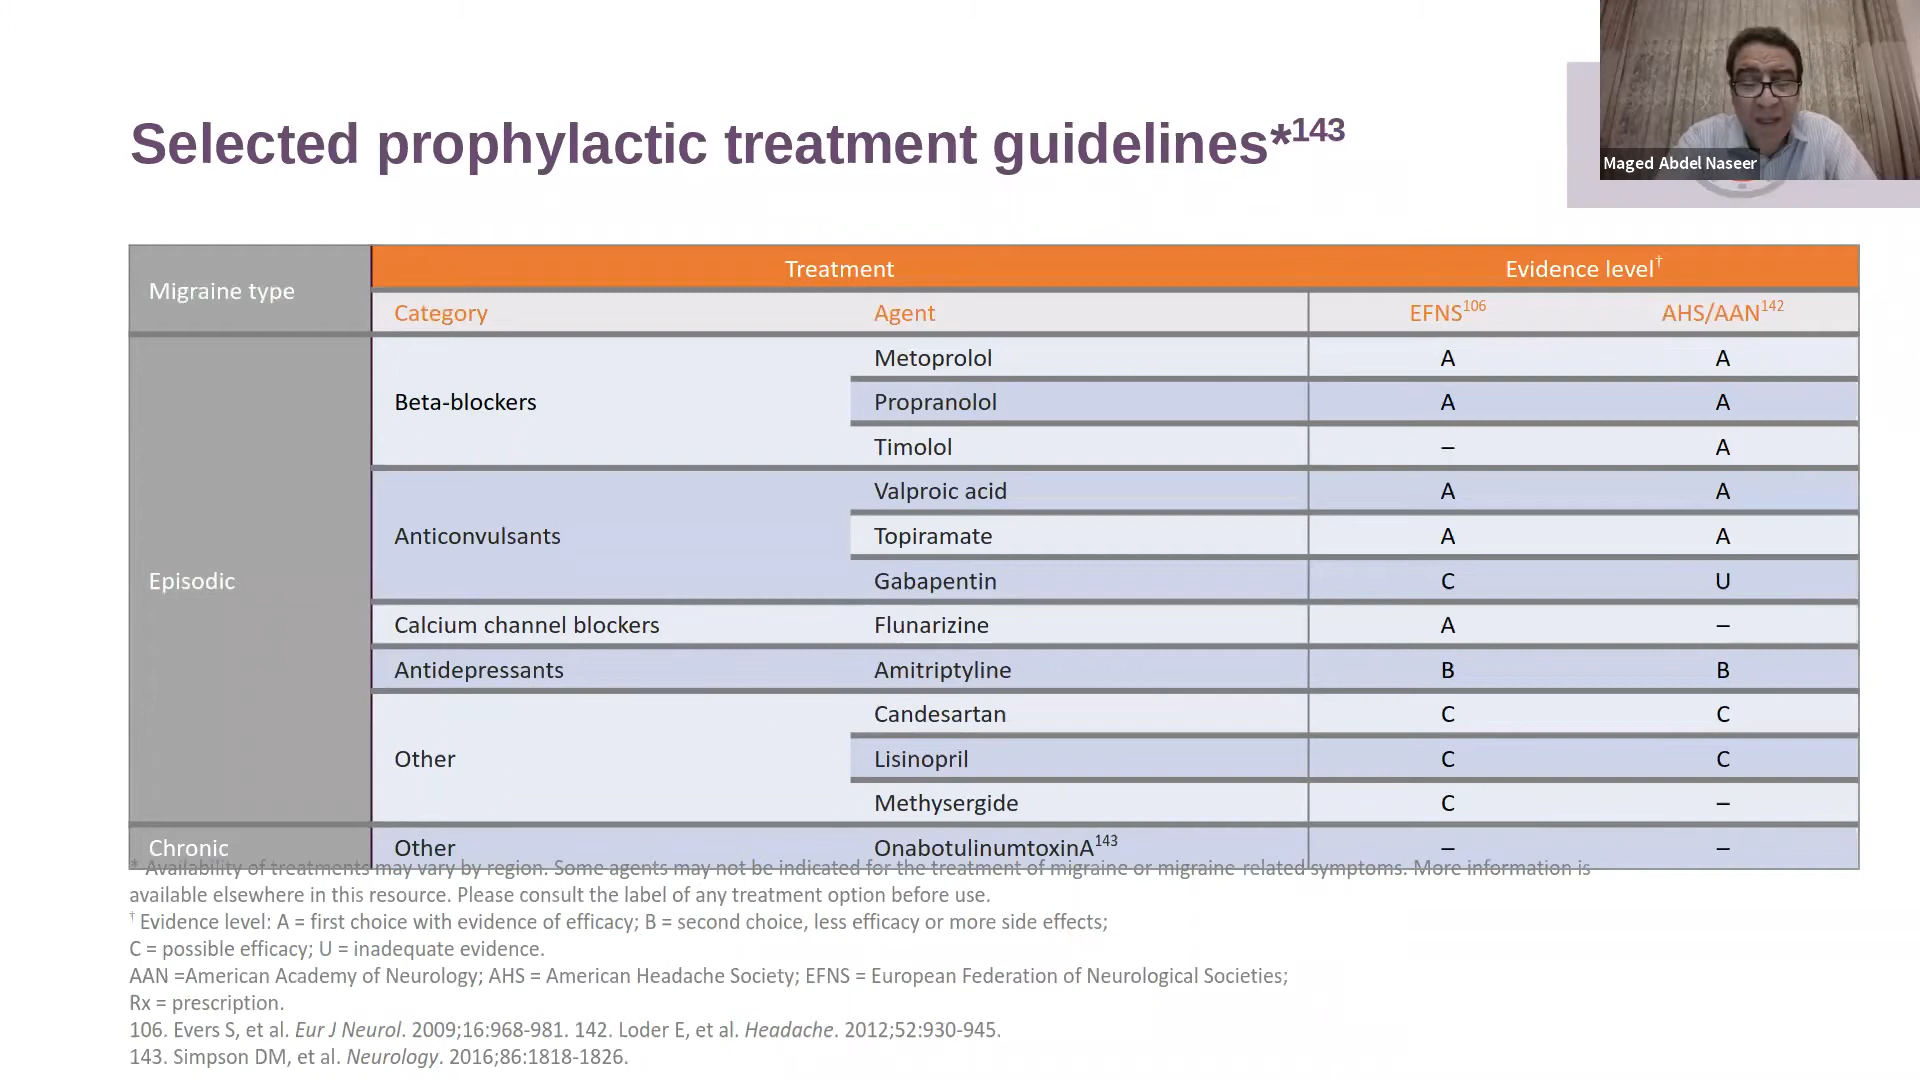 Maged Abdel Naseer
Selected prophylactic treatment guidelines*143
Migraine type
Treatment
Evidence level†
Category
Agent
EFNS106
AHS/AAN142
Episodic
Beta-blockers
Metoprolol
A
A
Propranolol
A
A
Timolol
–
A
Anticonvulsants
Valproic acid
A
A
Topiramate
A
A
Gabapentin
C
U
Calcium channel blockers
Flunarizine
A
–
Antidepressants
Amitriptyline
B
B
Other
Candesartan
C
C
Lisinopril
C
C
Methysergide
C
–
Chronic
Other
OnabotulinumtoxinA143
–
–
* Availability of treatments may vary by region. Some agents may not be indicated for the treatment of migraine or migraine-related symptoms. More information is
available elsewhere in this resource. Please consult the label of any treatment option before use.
† Evidence level: A = first choice with evidence of efficacy; B = second choice, less efficacy or more side effects;
C = possible efficacy; U = inadequate evidence.
AAN =American Academy of Neurology; AHS = American Headache Society; EFNS = European Federation of Neurological Societies;
Rx = prescription.
106. Evers S, et al. Eur J Neurol. 2009;16:968-981. 142. Loder E, et al. Headache. 2012;52:930-945.
143. Simpson DM, et al. Neurology. 2016;86:1818-1826.